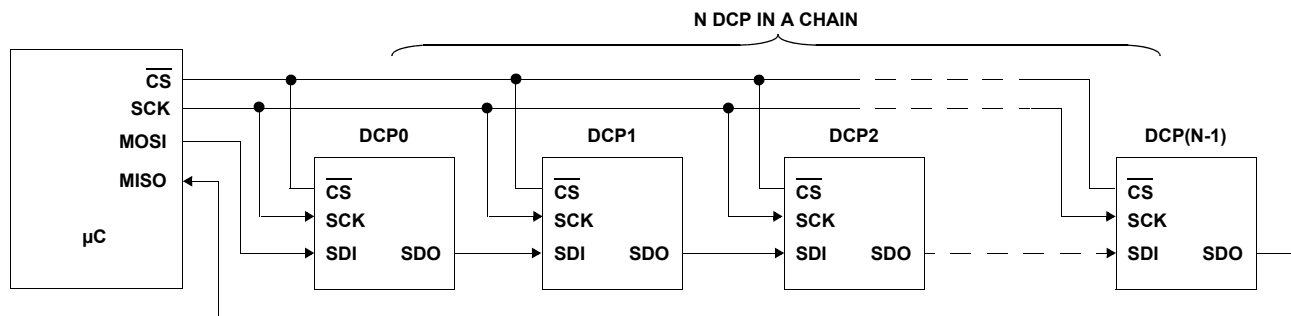 N DCP IN A CHAIN
CS
SCK
MOSI
MISO
µC
DCP0
CS
SCK
SDI SDO
DCP1
CS
SCK
SDI SDO
DCP2
CS
SCK
SDI SDO
DCP(N-1)
CS
SCK
SDI SDO